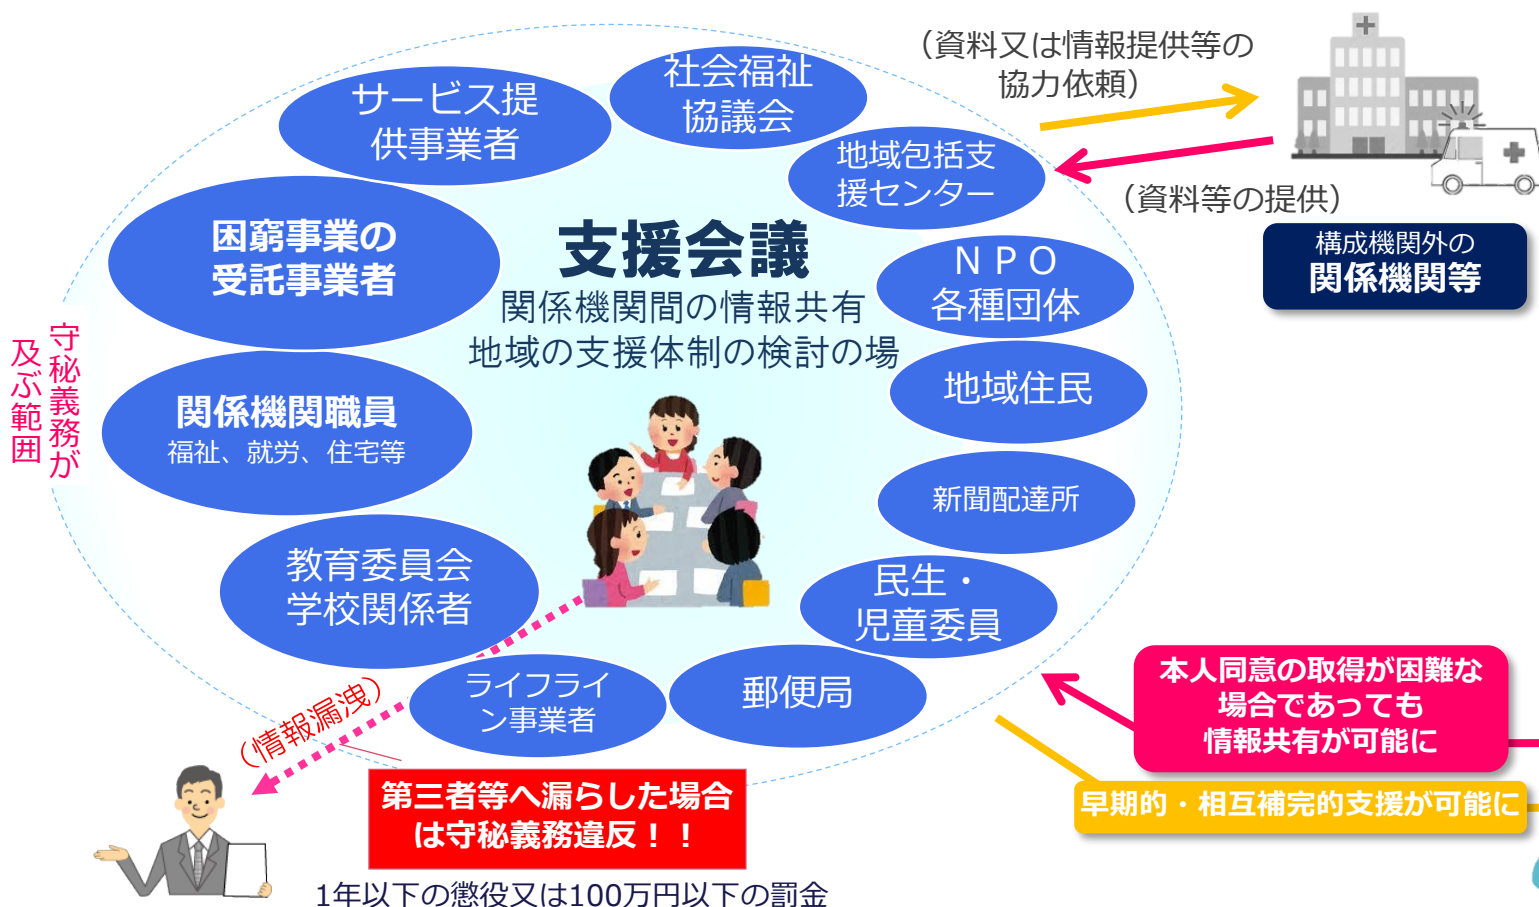 （資料又は情報提供等の
協力依頼）
社会福祉
協議会
サービス提
供事業者
地域包括支
援センター
（資料等の提供）
困窮事業の
受託事業者
支援会議
関係機関間の情報共有
地域の支援体制の検討の場
ＮＰＯ
各種団体
構成機関外の
関係機関等
守秘義務が
及ぶ範囲
地域住民
関係機関職員
福祉、就労、住宅等
新聞配達所
教育委員会
学校関係者
民生・
児童委員
ライフライ
ン事業者
郵便局
本人同意の取得が困難な
場合であっても
情報共有が可能に
早期的・相互補完的支援が可能に
（情報漏洩）
第三者等へ漏らした場合
は守秘義務違反！！
1年以下の懲役又は100万円以下の罰金